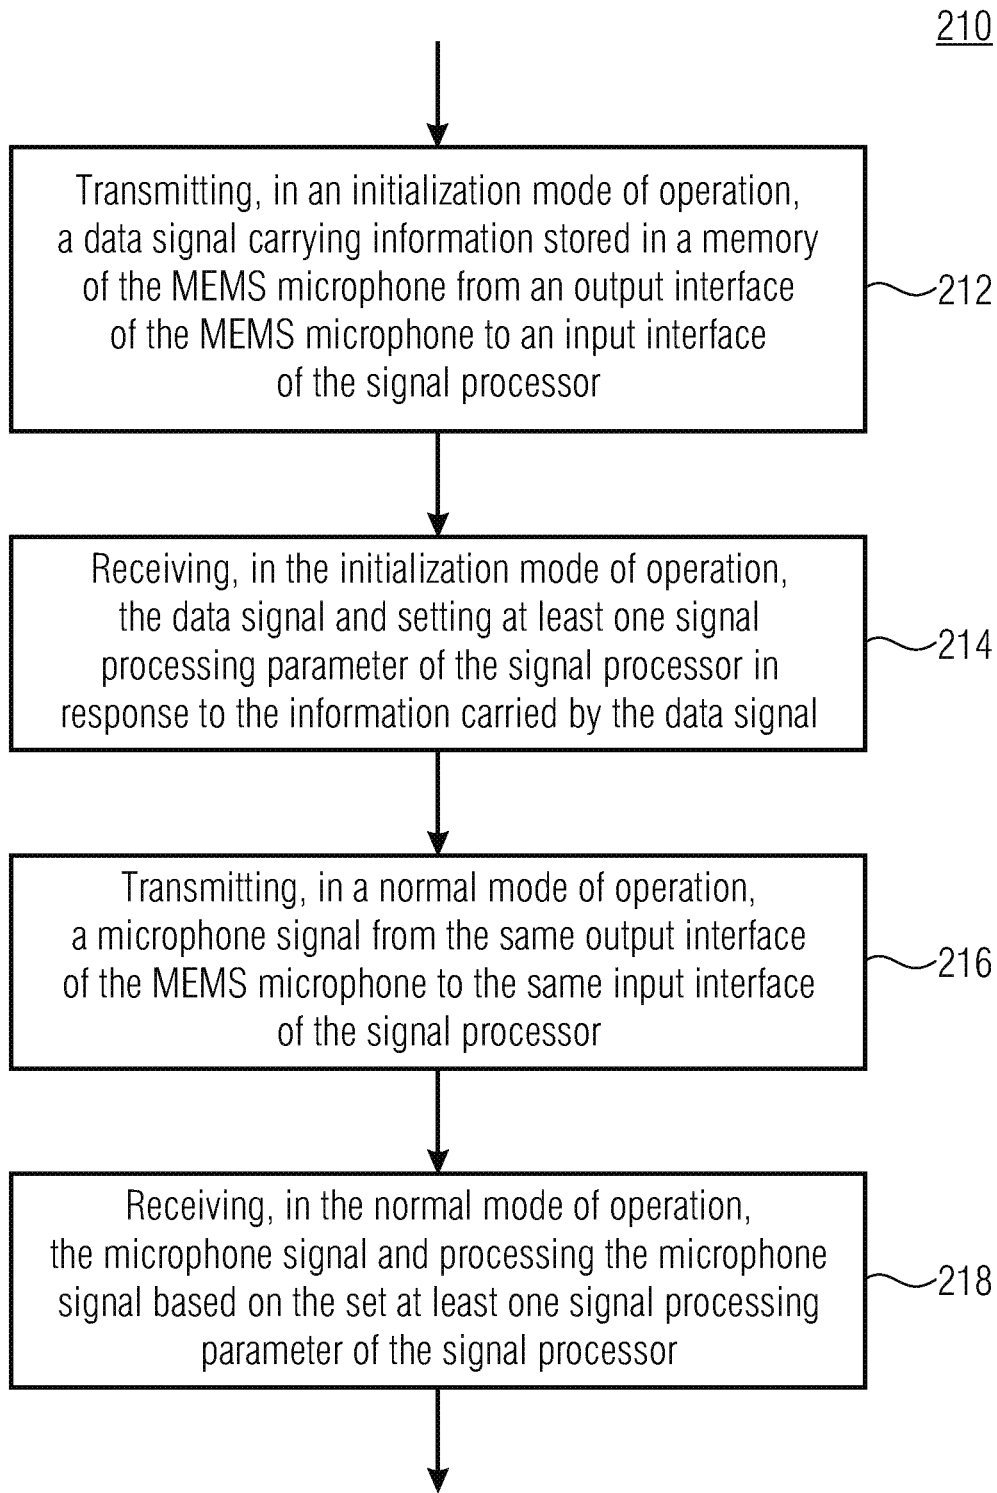 210
Transmitting, in an initialization mode of operation,
a data signal carrying information stored in a memory
of the MEMS microphone from an output interface
of the MEMS microphone to an input interface
of the signal processor
212
Receiving, in the initialization mode of operation,
the data signal and setting at least one signal
processing parameter of the signal processor in
response to the information carried by the data signal
214
Transmitting, in a normal mode of operation,
a microphone signal from the same output interface
of the MEMS microphone to the same input interface
of the signal processor
216
Receiving, in the normal mode of operation,
the microphone signal and processing the microphone
signal based on the set at least one signal processing
parameter of the signal processor
218